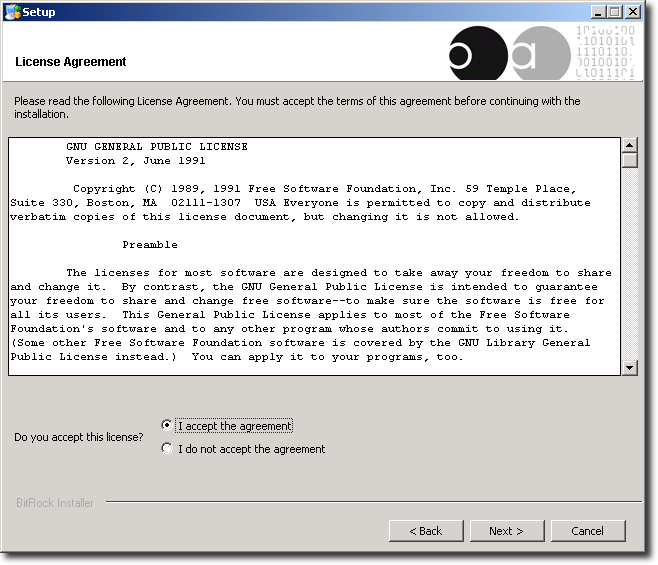 Setup
10100100
11010101
1110110.
00100101.
01011101
License Agreement
Please read the following License Agreement. You must accept the terms of this agreement before continuing with the
installation.
GNU GENERAL PUBLIC LICENSE
Version 2, June 1991
Copyright (C) 1989, 1991 Free Software Foundation, Inc. 59 Temple Place,
Suite 330, Boston, MA  02111-1307  USA Everyone is permitted to copy and distribute
verbatim copies of this license document, but changing it is not allowed.
Preamble
The licenses for most software are designed to take away your freedom to share
and change it.  By contrast, the GNU General Public License is intended to guarantee
your freedom to share and change free software--to make sure the software is free for
all its users.  This General Public License applies to most of the Free Software
Foundation's software and to any other program whose authors commit to using it.
(Some other Free Software Foundation software is covered by the GNU Library General
Public License instead.)  You can apply it to your programs, too.
Do you accept this license?
I accept the agreement
I do not accept the agreement
BitRock Installer
< Back
Next >
Cancel